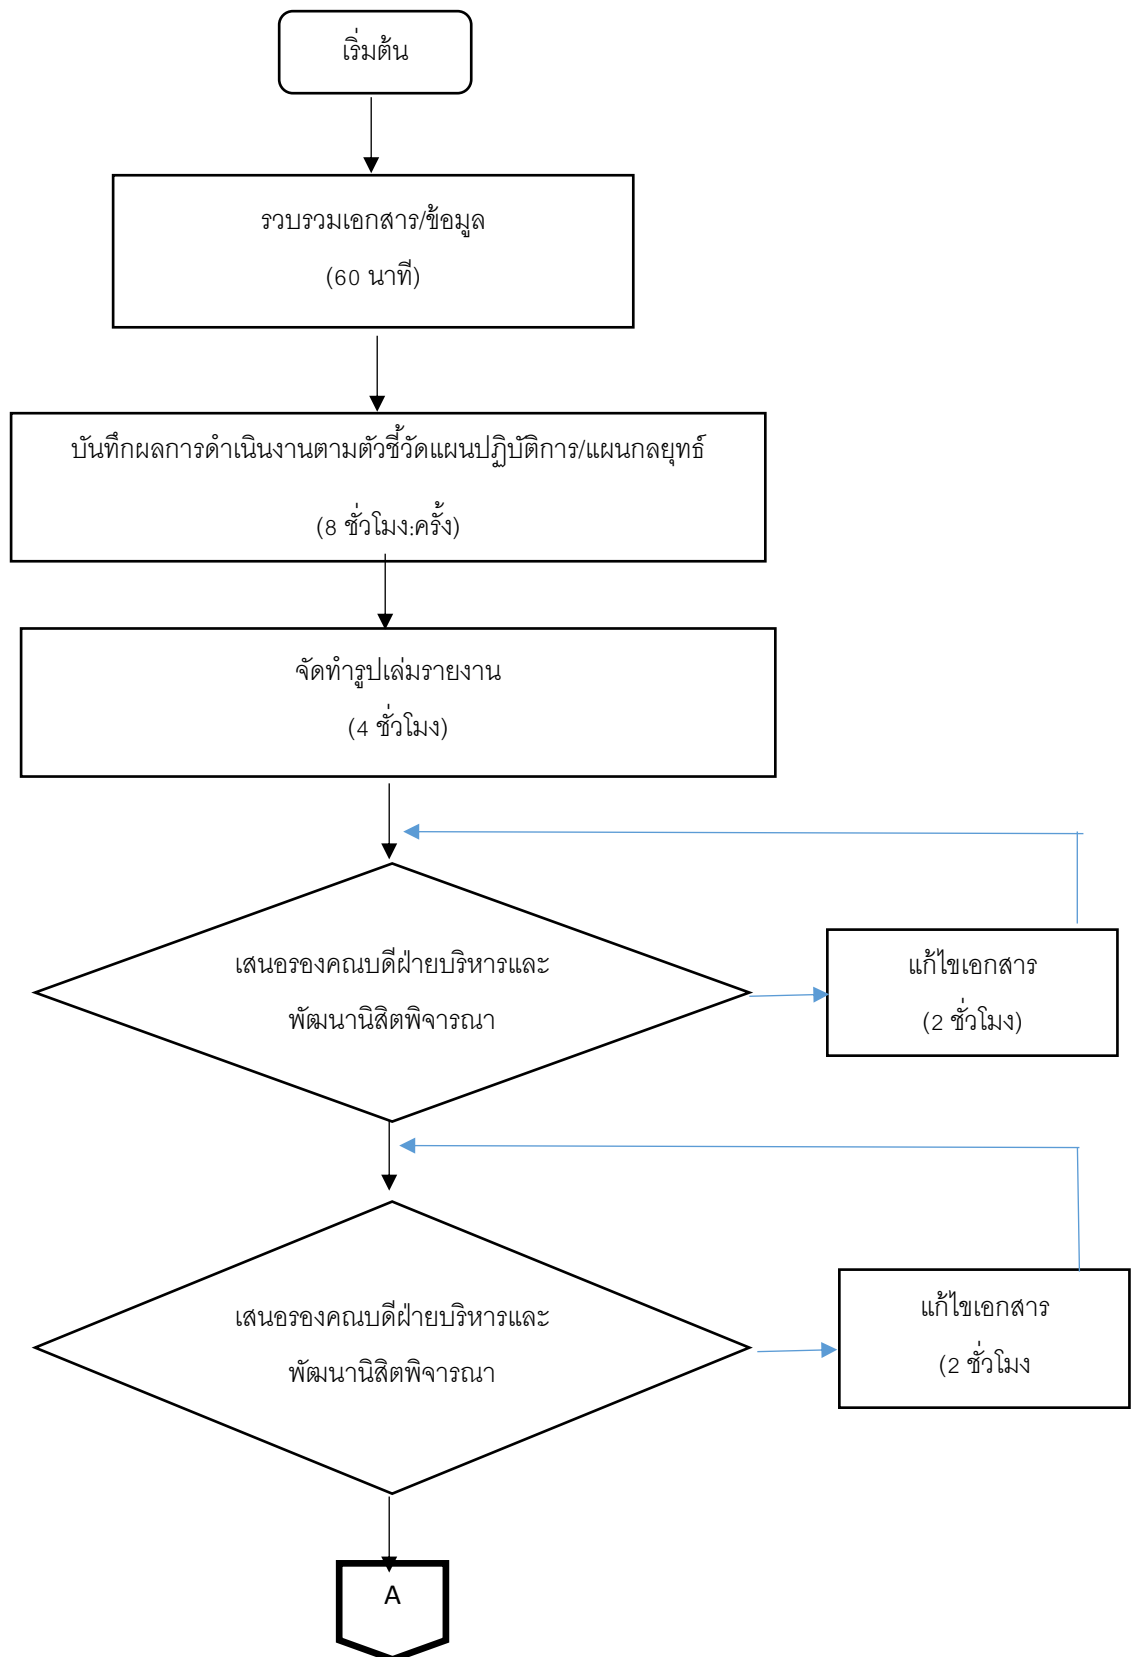 เริ่มต้น
รวบรวมเอกสาร/ข้อมูล
(60 นาที)
บันทึกผลการดำเนินงานตามตัวชี้วัดแผนปฏิบัติการ/แผนกลยุทธ์
(8 ชั่วโมง:ครั้ง)
จัดทำรูปเล่มรายงาน
(4 ชั่วโมง)
เสนอรองคณบดีฝ่ายบริหารและ
พัฒนานิสิตพิจารณา
แก้ไขเอกสาร
(2 ชั่วโมง)
เสนอรองคณบดีฝ่ายบริหารและ
พัฒนานิสิตพิจารณา
แก้ไขเอกสาร
(2 ชั่วโมง
A